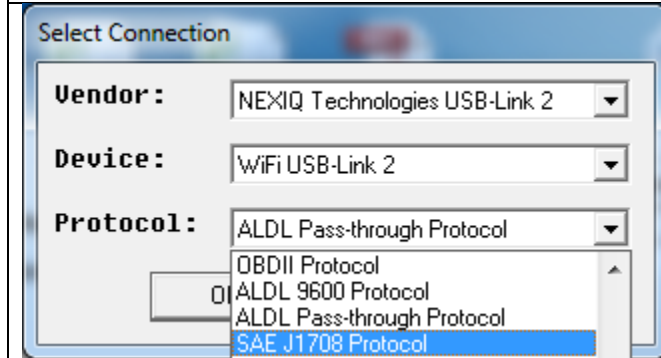 Select Connection
Vendor: NEXIQ Technologies USB-Link 2
Device: WiFi USB-Link 2
Protocol: ALDL Pass-through Protocol
OBDII Protocol
ALDL 9600 Protocol
ALDL Pass-through Protocol
SAE J1708 Protocol